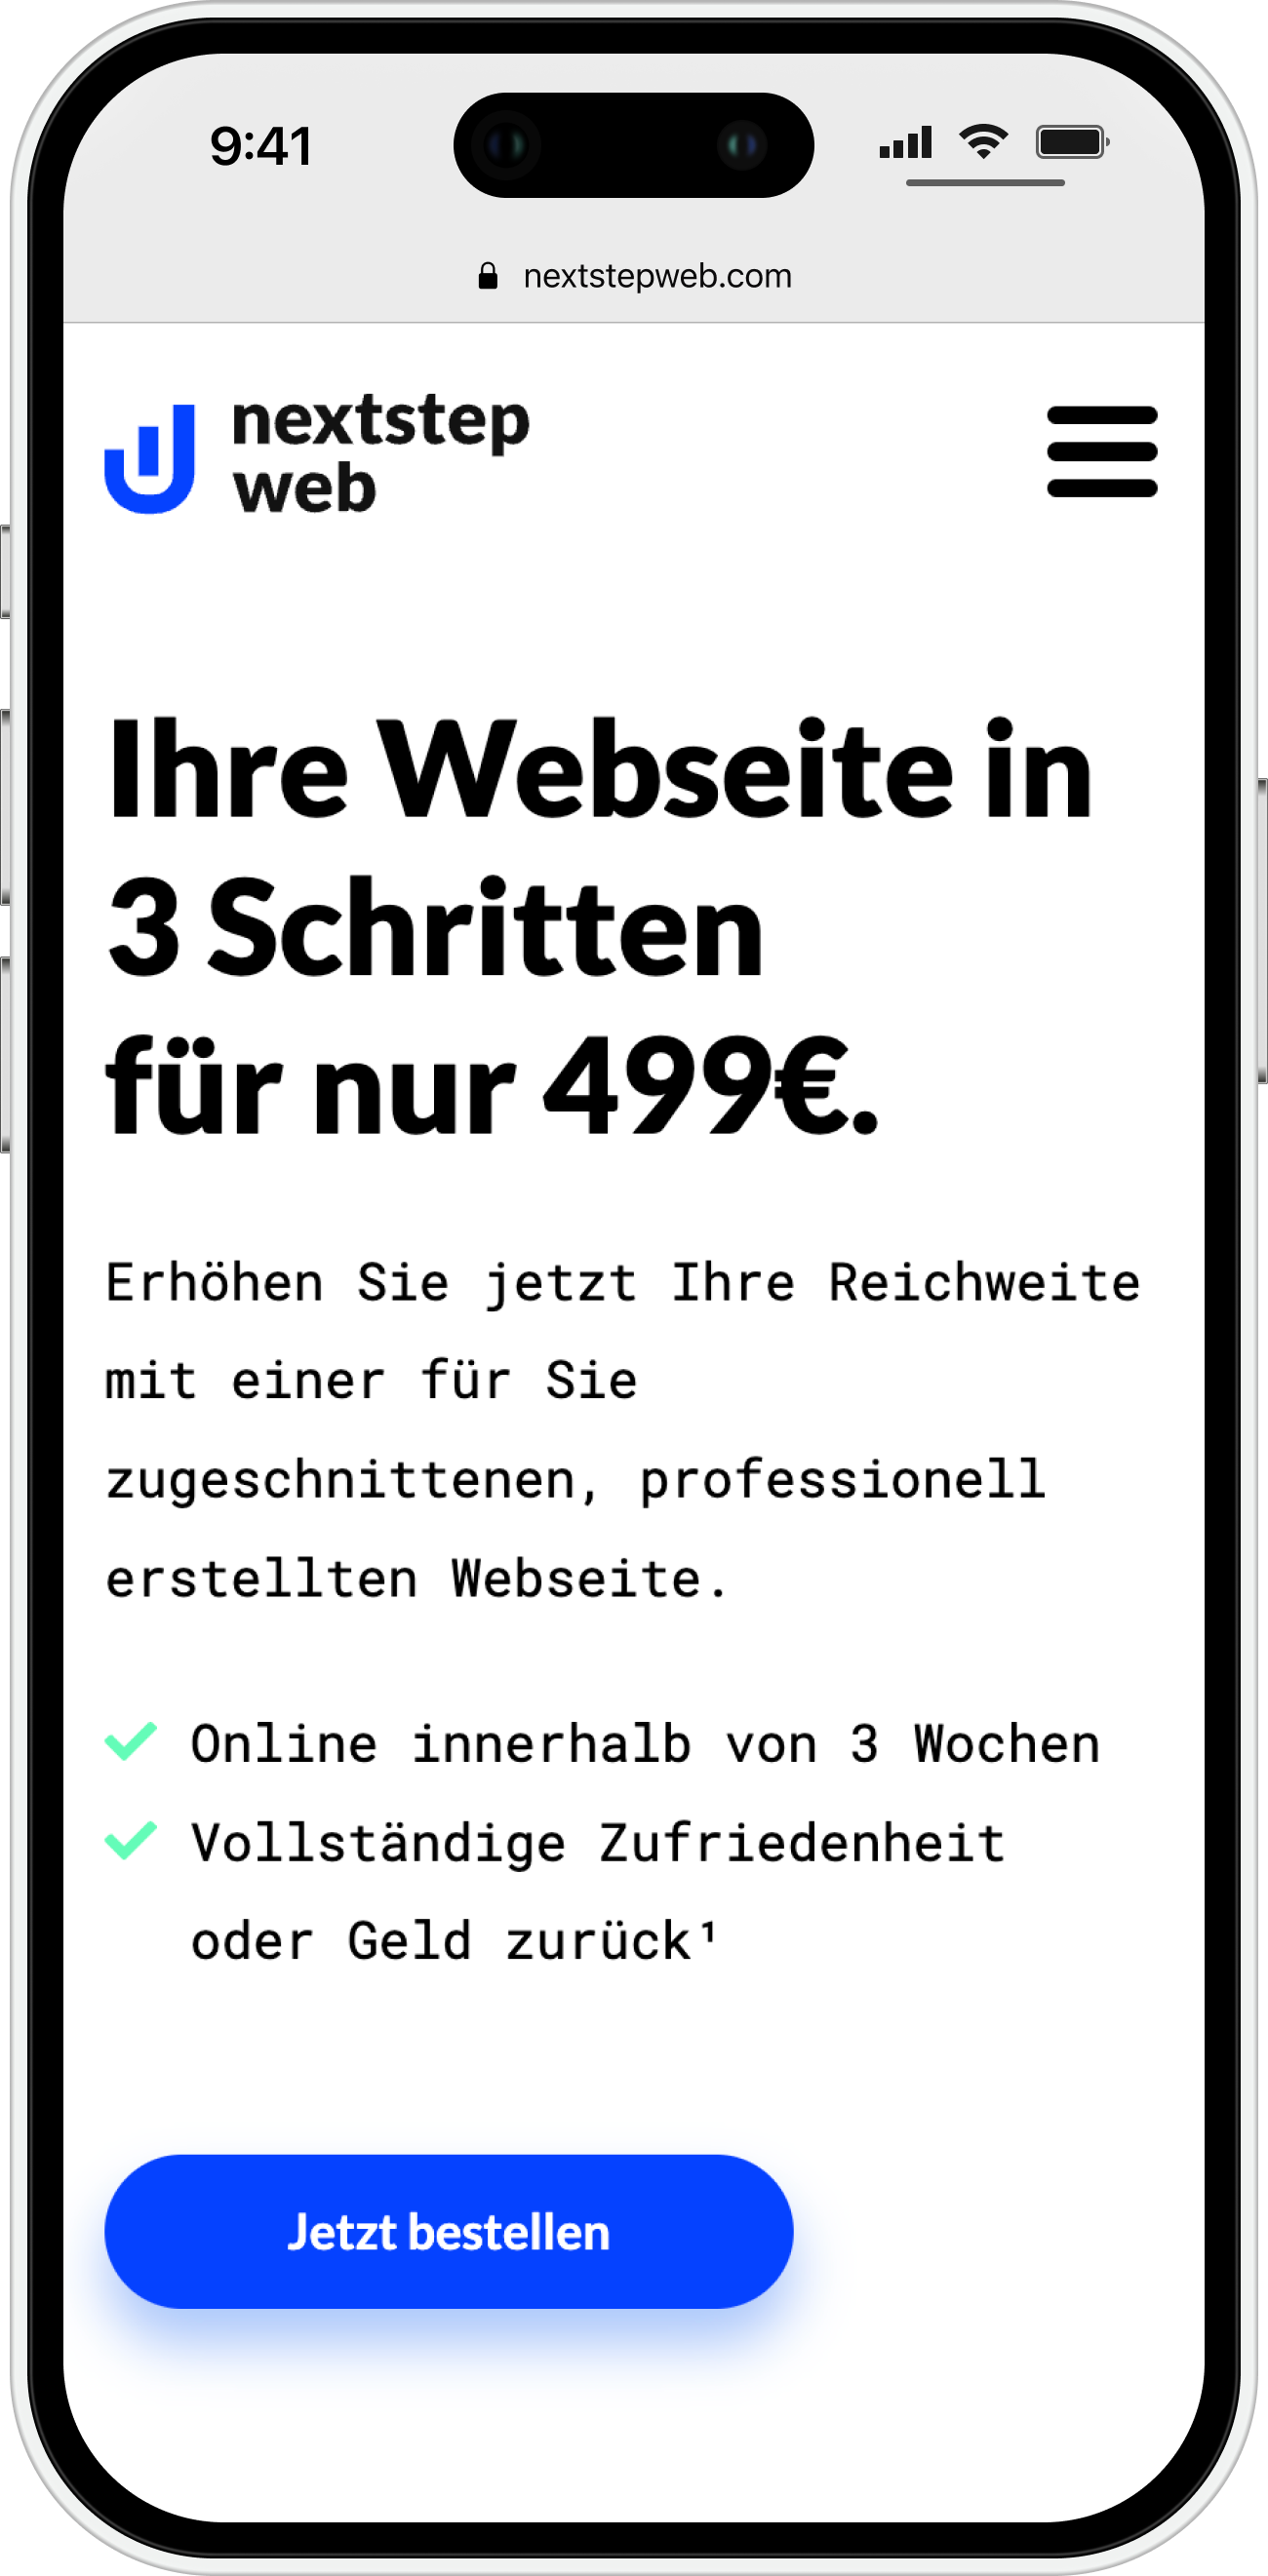 9:41
nextstepweb.com
nextstep
web
Ihre Webseite in
3 Schritten
für nur 499€.
Erhöhen Sie jetzt Ihre Reichweite
mit einer für Sie
zugeschnittenen, professionell
erstellten Webseite.
Online innerhalb von 3 Wochen
Vollständige Zufriedenheit
oder Geld zurück¹
Jetzt bestellen